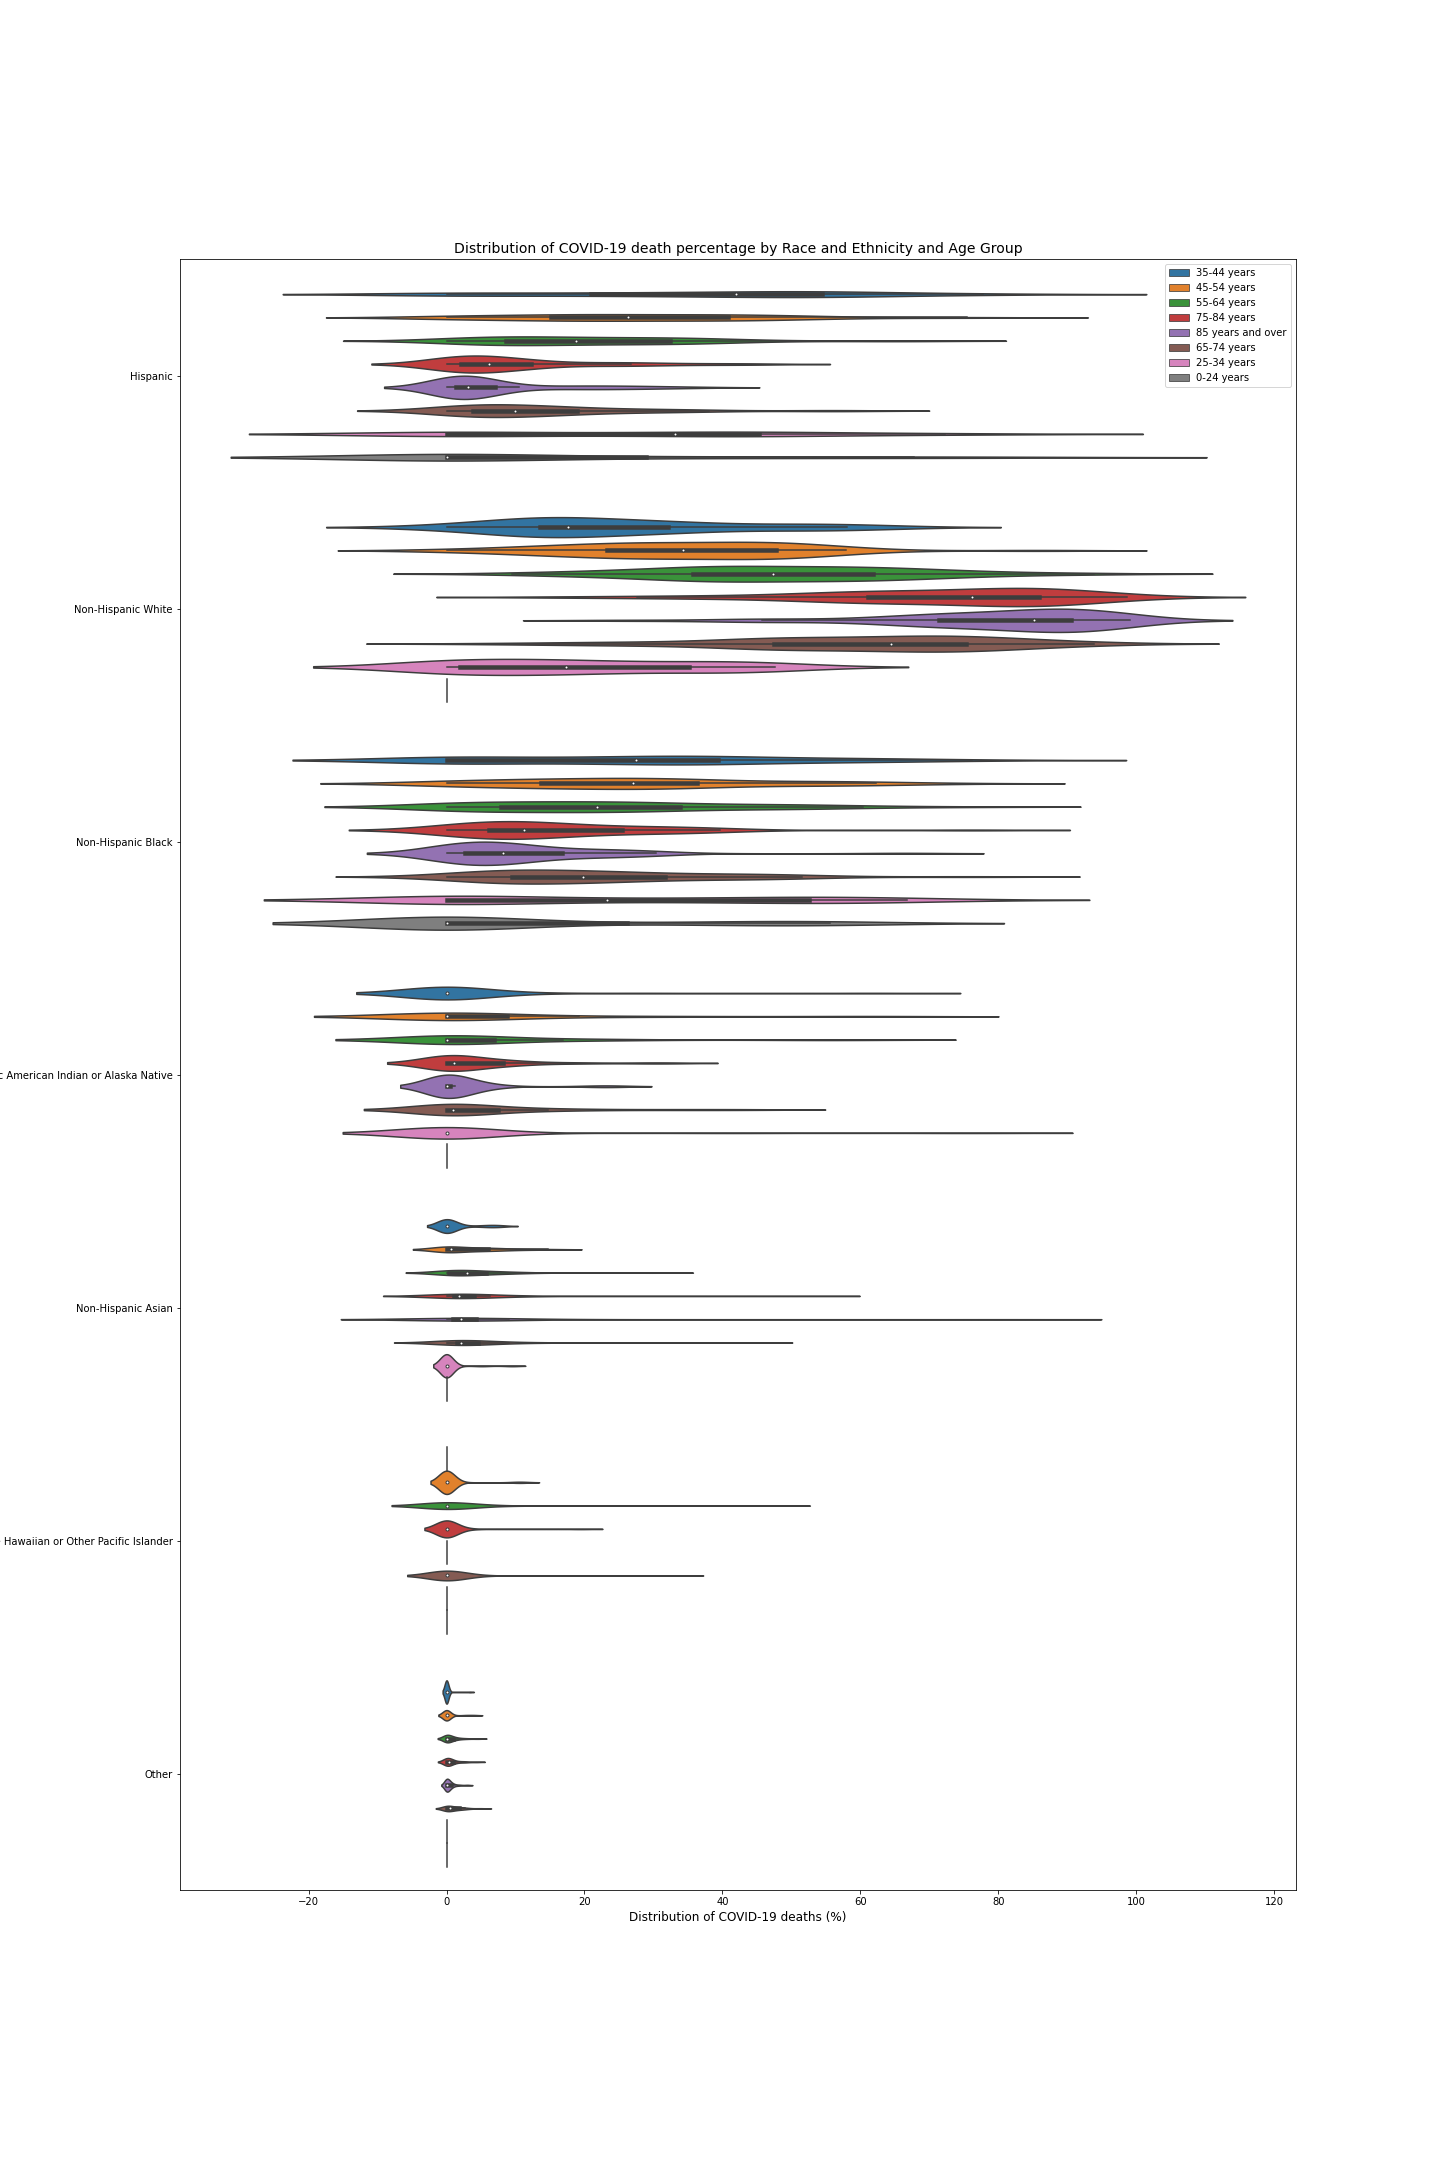 Distribution of COVID-19 death percentage by Race and Ethnicity and Age Group
35-44 years
45-54 years
55-64 years
75-84 years
85 years and over
65-74 years
25-34 years
0-24 years
Hispanic
Non-Hispanic White
Non-Hispanic Black
c American Indian or Alaska Native
Non-Hispanic Asian
Hawaiian or Other Pacific Islander
Other
−20 0 20 40 60 80 100 120
Distribution of COVID-19 deaths (%)